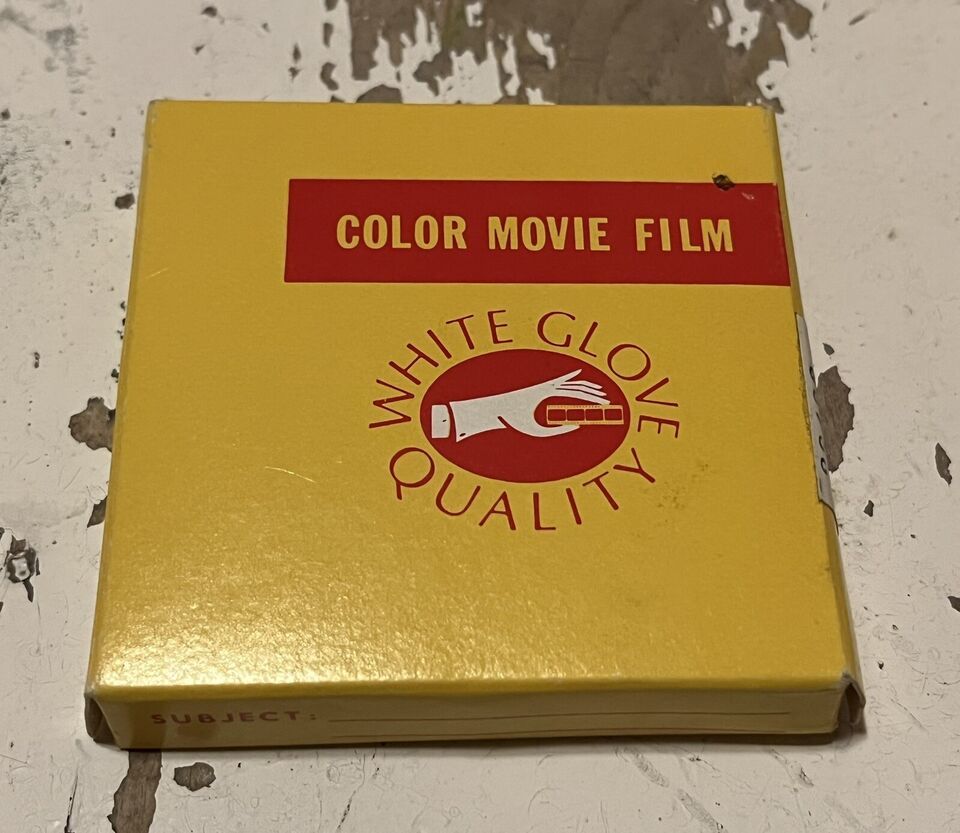 COLOR MOVIE FILM
WHITE GLOVE
QUALITY
SUBJECT: